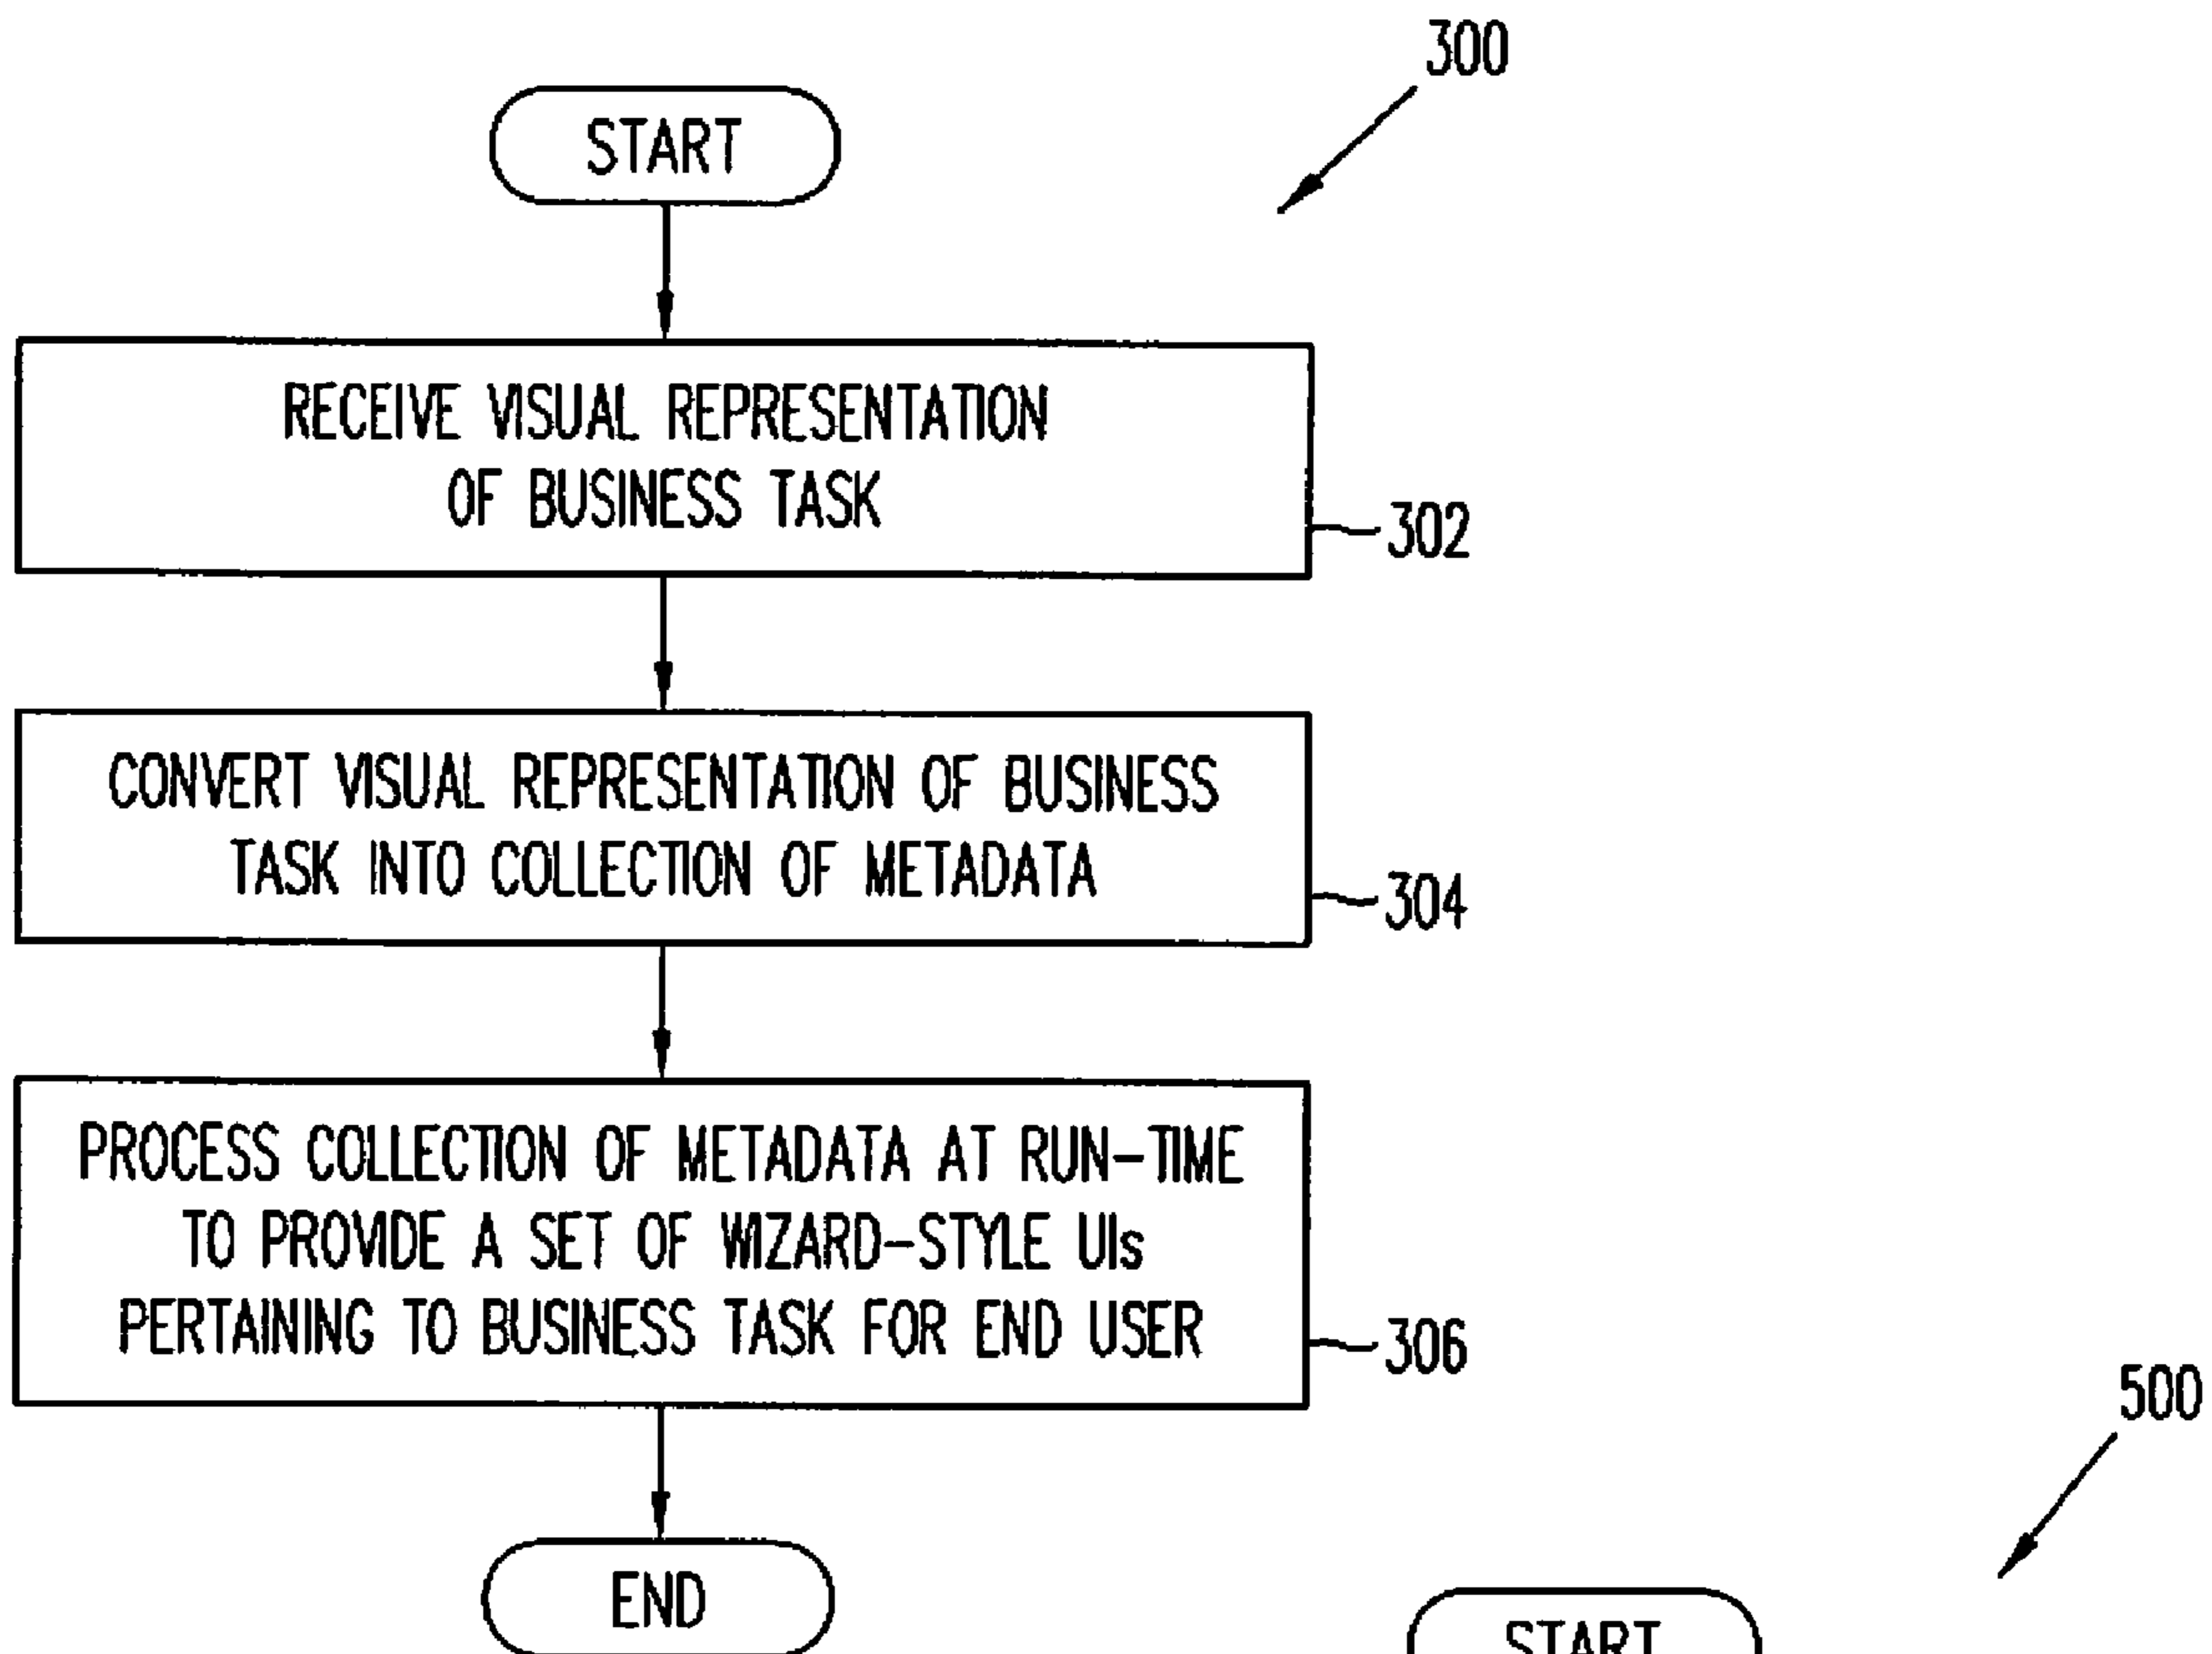 300
START
RECEIVE VISUAL REPRESENTATION
OF BUSINESS TASK
302
CONVERT VISUAL REPRESENTATION OF BUSINESS
TASK INTO COLLECTION OF METADATA
304
PROCESS COLLECTION OF METADATA AT RUN-TIME
TO PROVIDE A SET OF WIZARD-STYLE UIs
PERTAINING TO BUSINESS TASK FOR END USER
306
END
500
START